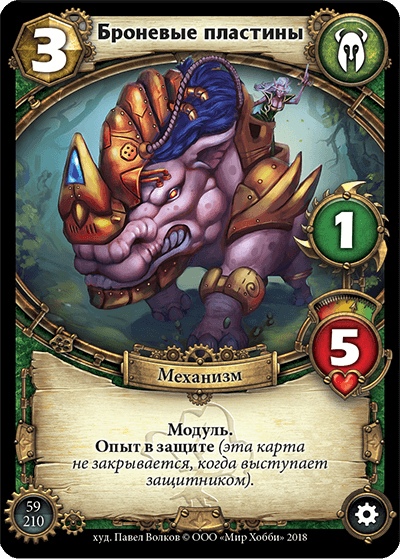 3
Броневые пластины
1
5
Механизм
Модуль.
Опыт в защите (эта карта
не закрывается, когда выступает
защитником).
59
210
худ. Павел Волков © ООО «Мир Хобби» 2018